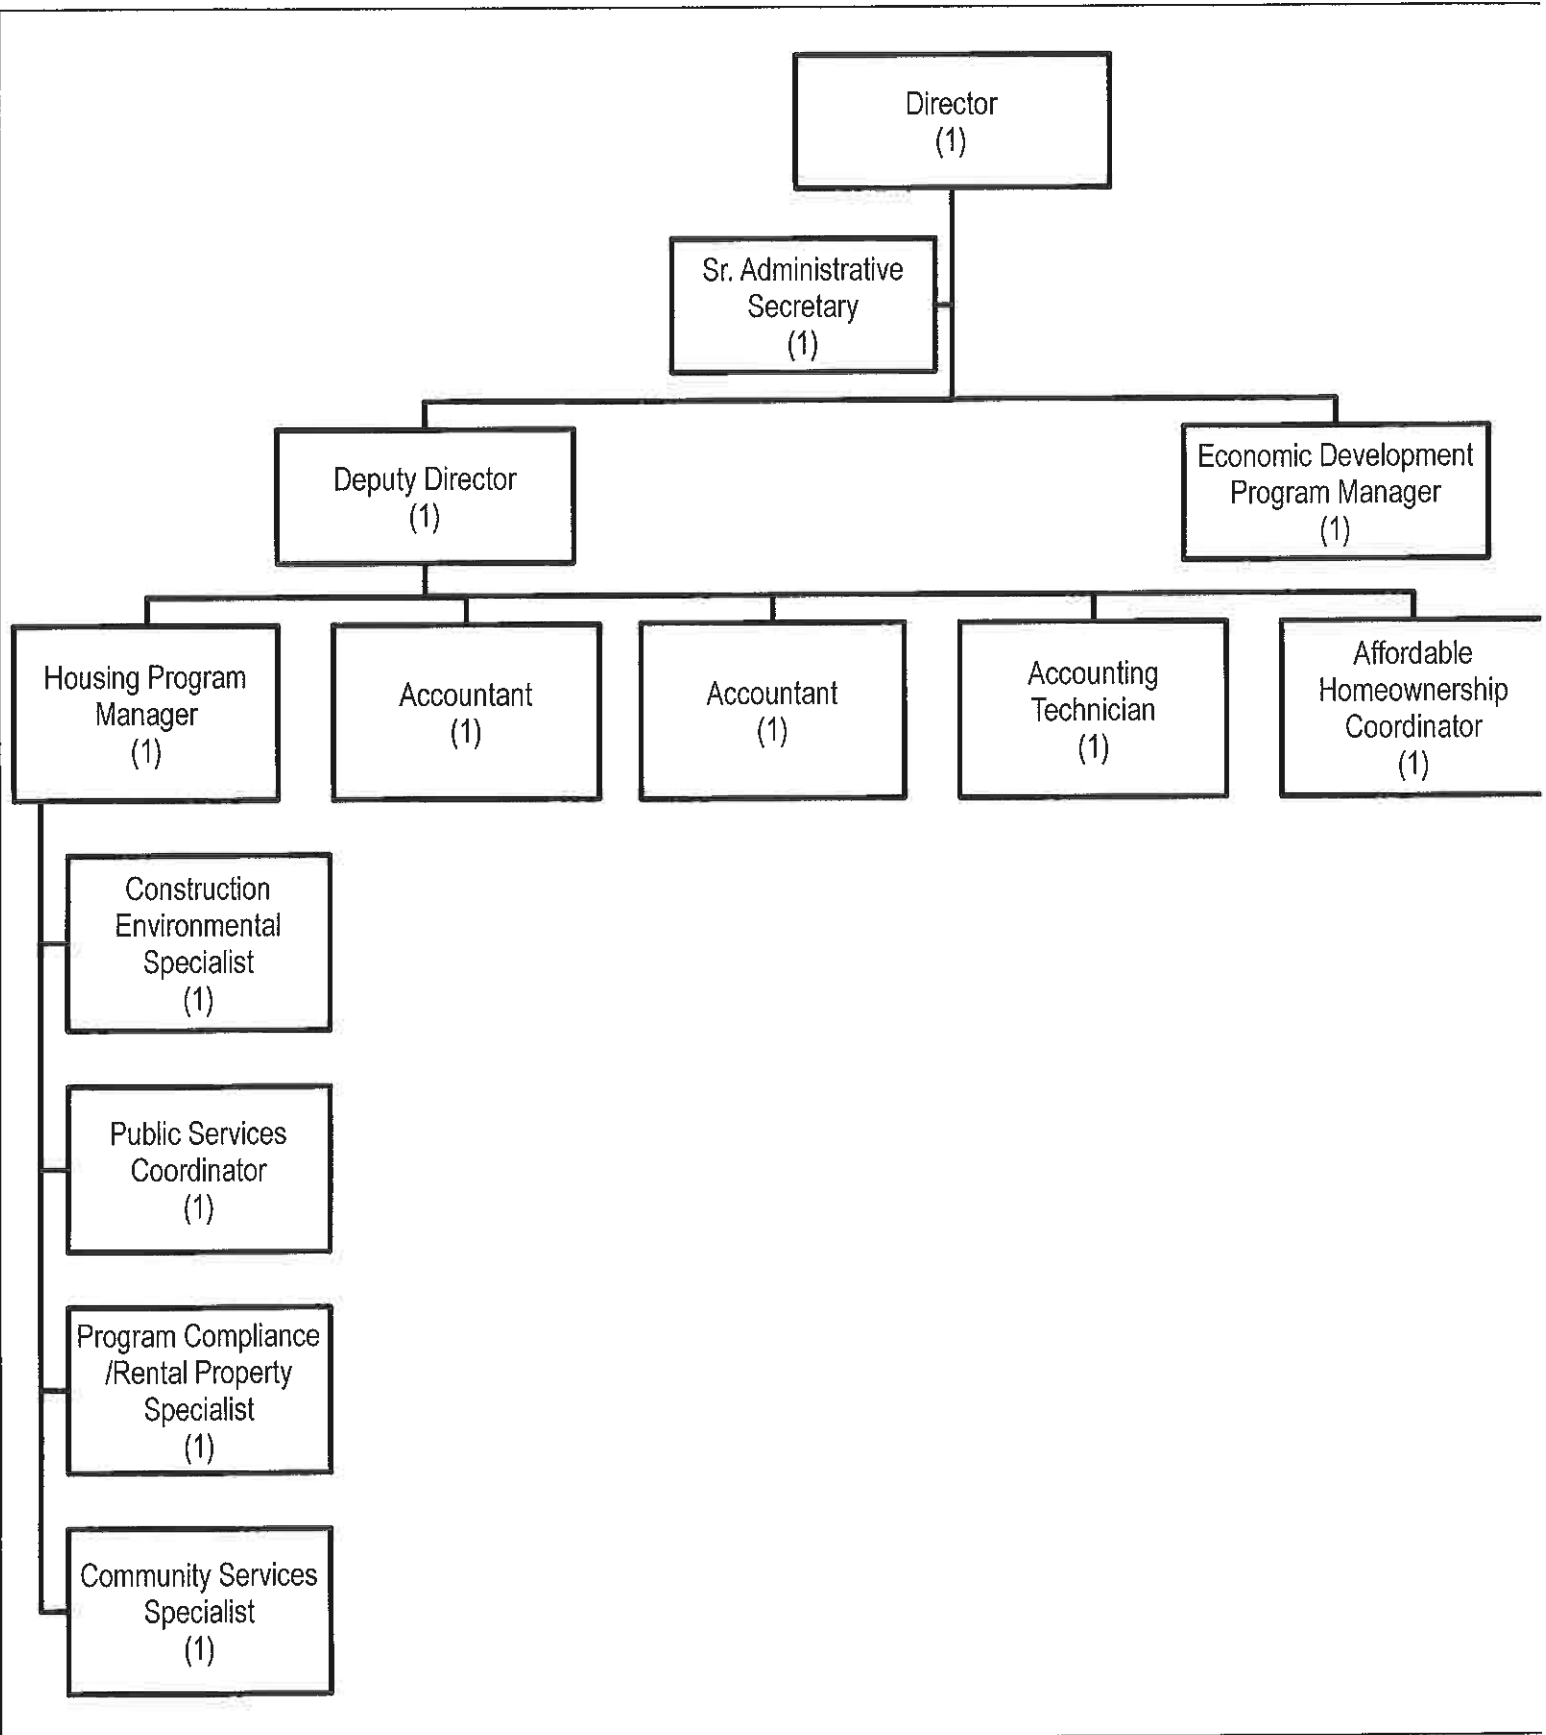 Director
(1)
Sr. Administrative
Secretary
(1)
Deputy Director
(1)
Economic Development
Program Manager
(1)
Housing Program
Manager
(1)
Accountant
(1)
Accountant
(1)
Accounting
Technician
(1)
Affordable
Homeownership
Coordinator
(1)
Construction
Environmental
Specialist
(1)
Public Services
Coordinator
(1)
Program Compliance
/Rental Property
Specialist
(1)
Community Services
Specialist
(1)